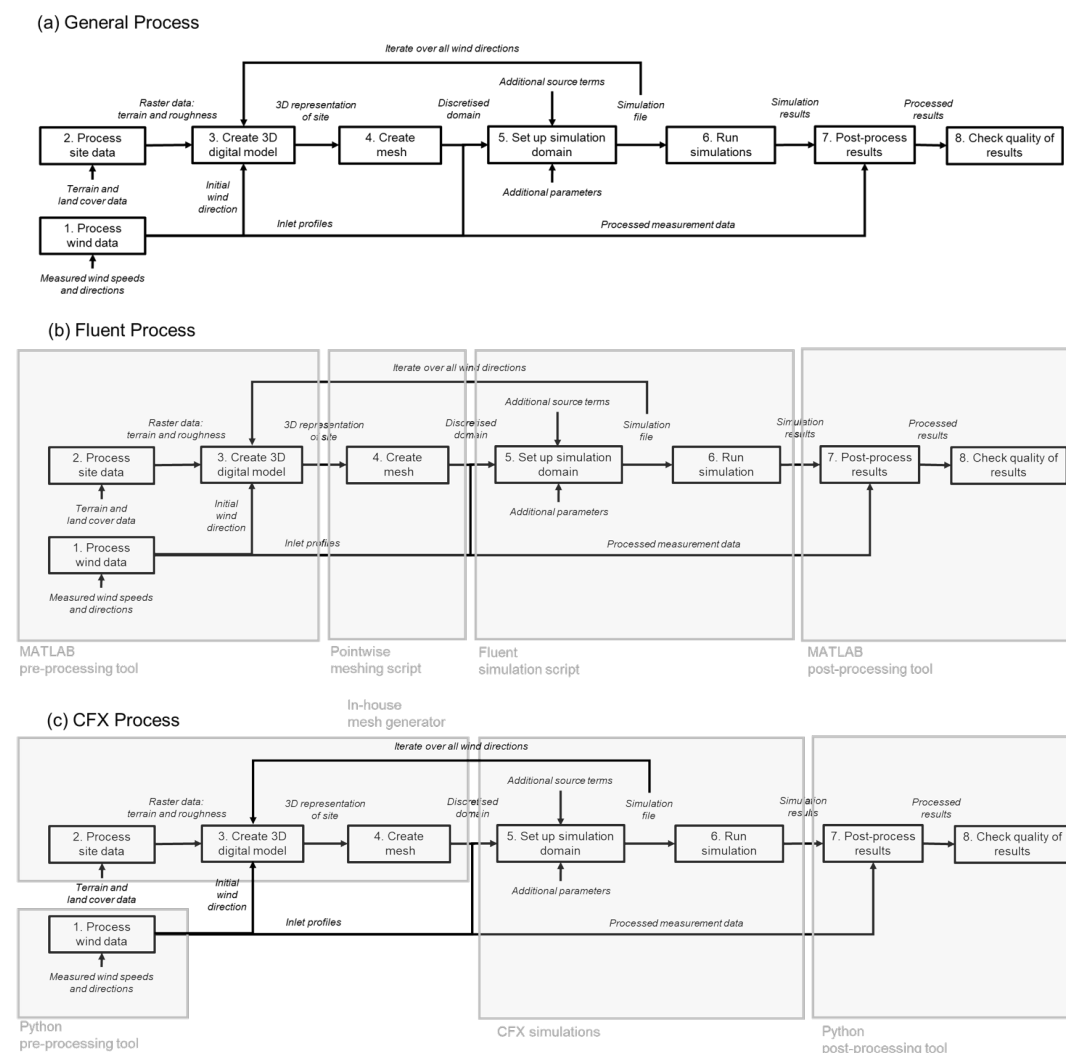 (a) General Process
Iterate over all wind directions
Additional source terms
Raster data:
terrain and roughness
3D representation
of site
Discretised
domain
Simulation
file
Simulation
results
Processed
results
2. Process
site data
3. Create 3D
digital model
4. Create
mesh
5. Set up simulation
domain
6. Run
simulations
7. Post-process
results
8. Check quality of
results
Terrain and
land cover data
Initial
wind
direction
Additional parameters
1. Process
wind data
Inlet profiles
Processed measurement data
Measured wind speeds
and directions
(b) Fluent Process
Iterate over all wind directions
Additional source terms
Raster data:
terrain and roughness
3D representation
of site
Discretised
domain
Simulation
file
Simulation
results
Processed
results
2. Process
site data
3. Create 3D
digital model
4. Create
mesh
5. Set up simulation
domain
6. Run
simulation
7. Post-process
results
8. Check quality of
results
Terrain and
land cover data
Initial
wind
direction
Additional parameters
1. Process
wind data
Inlet profiles
Processed measurement data
Measured wind speeds
and directions
MATLAB
pre-processing tool
Pointwise
meshing script
Fluent
simulation script
MATLAB
post-processing tool
In-house
mesh generator
(c) CFX Process
Iterate over all wind directions
Additional source terms
Raster data:
terrain and roughness
3D representation
of site
Discretised
domain
Simulation
file
Simulation
results
Processed
results
2. Process
site data
3. Create 3D
digital model
4. Create
mesh
5. Set up simulation
domain
6. Run
simulation
7. Post-process
results
8. Check quality of
results
Terrain and
land cover data
Initial
wind
direction
Additional parameters
1. Process
wind data
Inlet profiles
Processed measurement data
Measured wind speeds
and directions
Python
pre-processing tool
CFX simulations
Python
post-processing tool